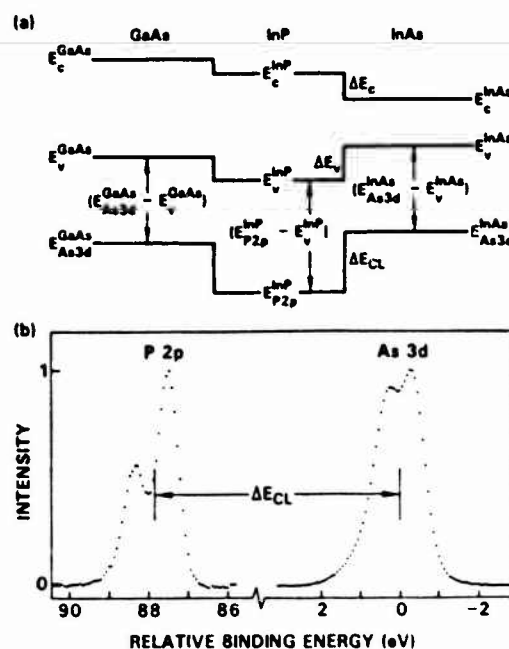 (a)
GaAs InP InAs
E_c^GaAs E_c^InP ΔE_c E_c^InAs
E_v^GaAs E_v^InP ΔE_v E_v^InAs
(E_As3d^GaAs - E_v^GaAs) (E_P2p^InP - E_v^InP) (E_As3d^InAs - E_v^InAs)
E_As3d^GaAs E_P2p^InP ΔE_CL E_As3d^InAs
(b)
P 2p As 3d
1
INTENSITY
ΔE_CL
0
90 88 86 2 0 -2
RELATIVE BINDING ENERGY (eV)